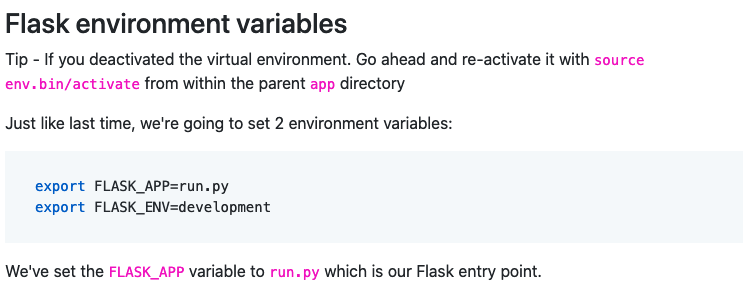 Flask environment variables
Tip - If you deactivated the virtual environment. Go ahead and re-activate it with source
env.bin/activate from within the parent app directory
Just like last time, we're going to set 2 environment variables:
export FLASK_APP=run.py
export FLASK_ENV=development
We've set the FLASK_APP variable to run.py which is our Flask entry point.